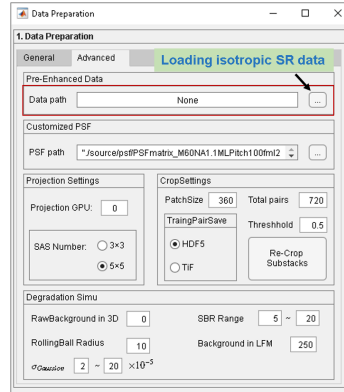 Data Preparation
1. Data Preparation
General
Advanced
Loading isotropic SR data
Pre-Enhanced Data
Data path
None
...
Customized PSF
PSF path
"./source/psf/PSFmatrix_M60NA1.1MLPitch100fml2
...
Projection Settings
Projection GPU:
0
SAS Number:
3×3
5×5
CropSettings
PatchSize
360
Total pairs
720
TraingPairSave
HDF5
TiF
Threshhold
0.5
Re-Crop
Substacks
Degradation Simu
RawBackground in 3D
0
SBR Range
5 ~ 20
RollingBall Radius
10
Background in LFM
250
σGaussian 2 ~ 20 ×10⁻⁵